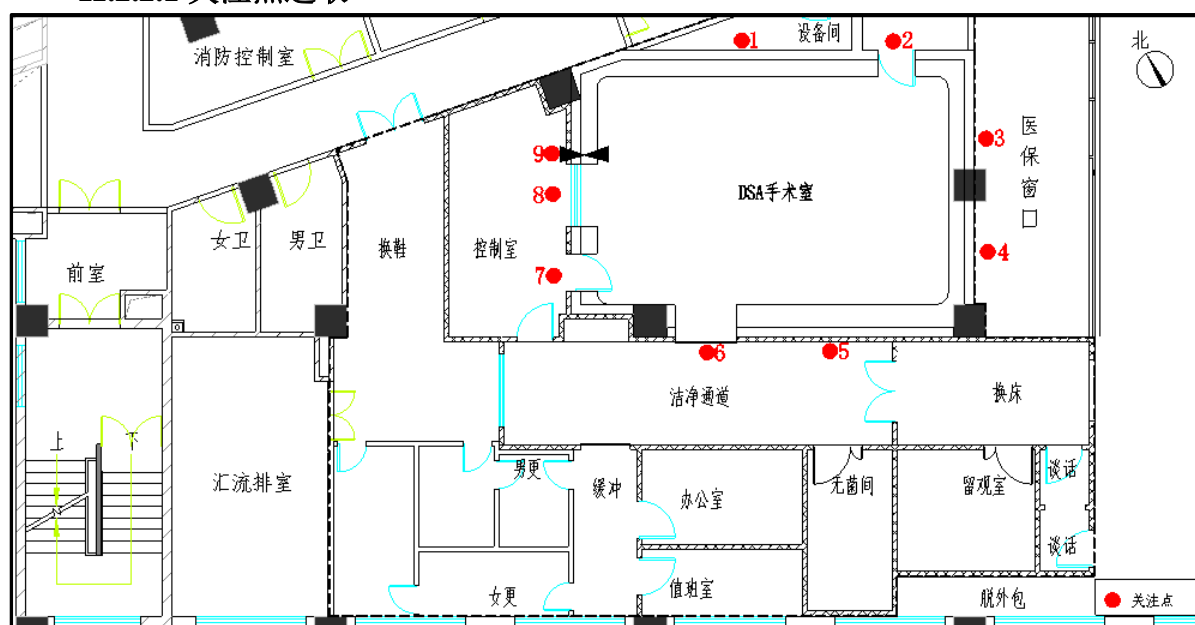 消防控制室
1
设备间
2
北
3
医保窗口
9
DSA手术室
8
女卫
男卫
换鞋
控制室
4
前室
7
6
5
洁净通道
换床
上
下
汇流排室
男更
缓冲
办公室
无菌间
留观室
谈话
谈话
女更
值班室
脱外包
关注点